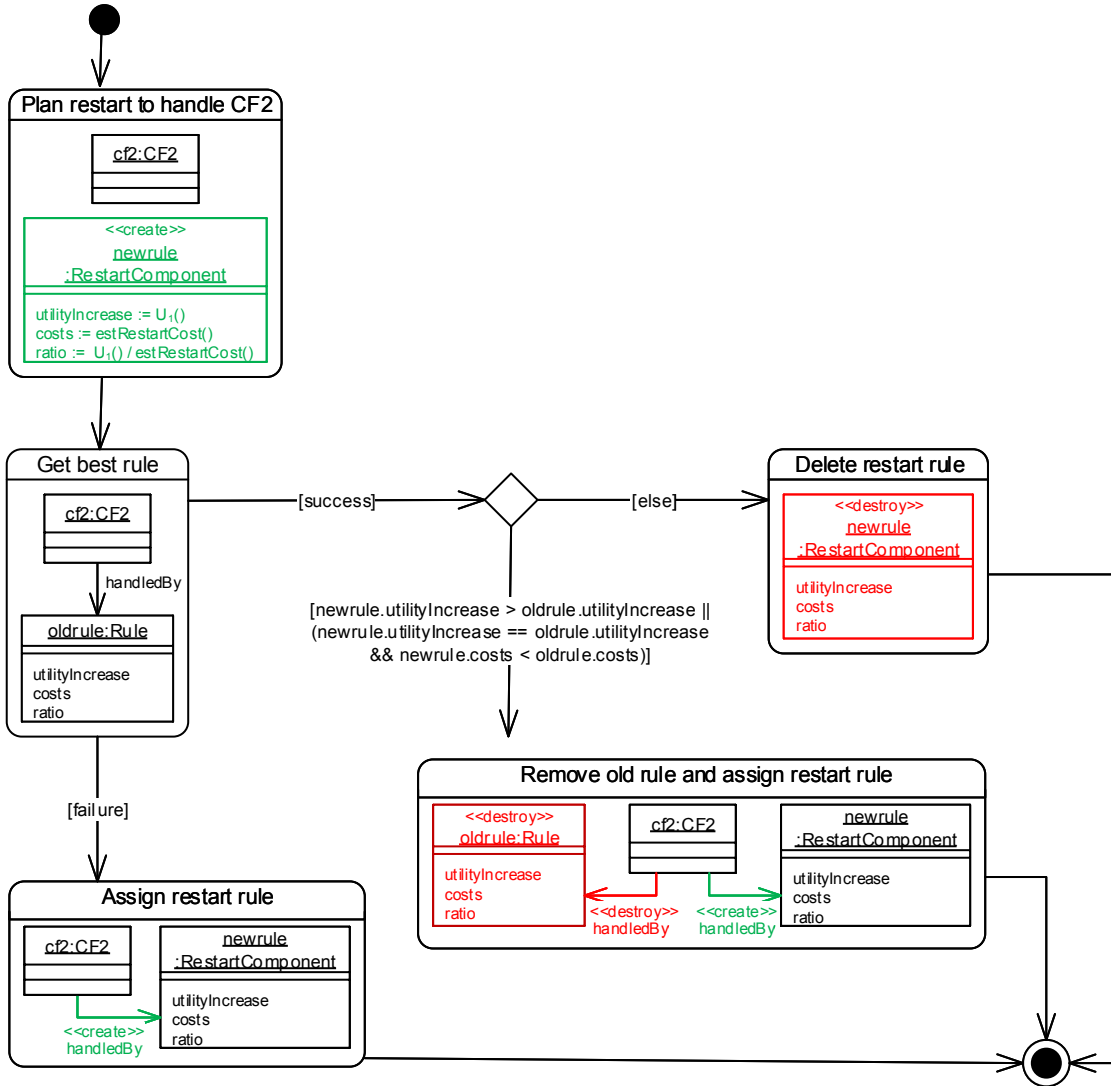 Plan restart to handle CF2
cf2:CF2
<<create>>
newrule
:RestartComponent
utilityIncrease := U₁()
costs := estRestartCost()
ratio := U₁() / estRestartCost()
Get best rule
cf2:CF2
handledBy
oldrule:Rule
utilityIncrease
costs
ratio
[success]
[else]
Delete restart rule
<<destroy>>
newrule
:RestartComponent
utilityIncrease
costs
ratio
[newrule.utilityIncrease > oldrule.utilityIncrease ||
(newrule.utilityIncrease == oldrule.utilityIncrease
&& newrule.costs < oldrule.costs)]
[failure]
Remove old rule and assign restart rule
<<destroy>>
oldrule:Rule
utilityIncrease
costs
ratio
cf2:CF2
<<destroy>>
handledBy
<<create>>
handledBy
newrule
:RestartComponent
utilityIncrease
costs
ratio
Assign restart rule
cf2:CF2
<<create>>
handledBy
newrule
:RestartComponent
utilityIncrease
costs
ratio